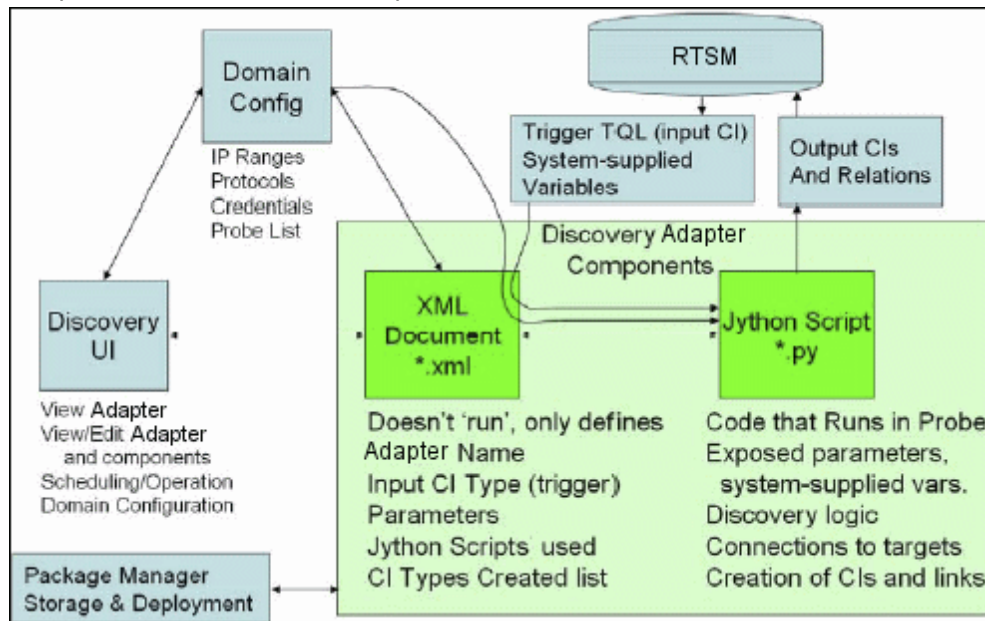 Domain
Config
IP Ranges
Protocols
Credentials
Probe List
RTSM
Trigger TQL (input CI)
System-supplied
Variables
Output CIs
And Relations
Discovery
UI
View Adapter
View/Edit Adapter
and components
Scheduling/Operation
Domain Configuration
Discovery Adapter
Components
XML
Document
*.xml
Doesn't 'run', only defines
Adapter Name
Input CI Type (trigger)
Parameters
Jython Scripts used
CI Types Created list
Jython Script
*.py
Code that Runs in Probe
Exposed parameters,
system-supplied vars.
Discovery logic
Connections to targets
Creation of CIs and links
Package Manager
Storage & Deployment